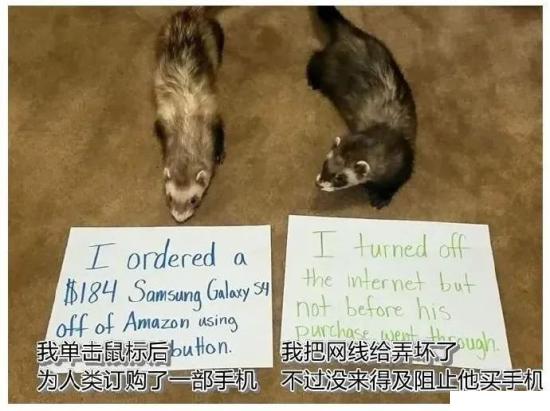 I ordered a
$184 Samsung Galaxy S4
off of Amazon using
button.
I turned off
the internet but
not before his
purchase went through.
我单击鼠标后
为人类订购了一部手机
我把网线给弄坏了
不过没来得及阻止他买手机